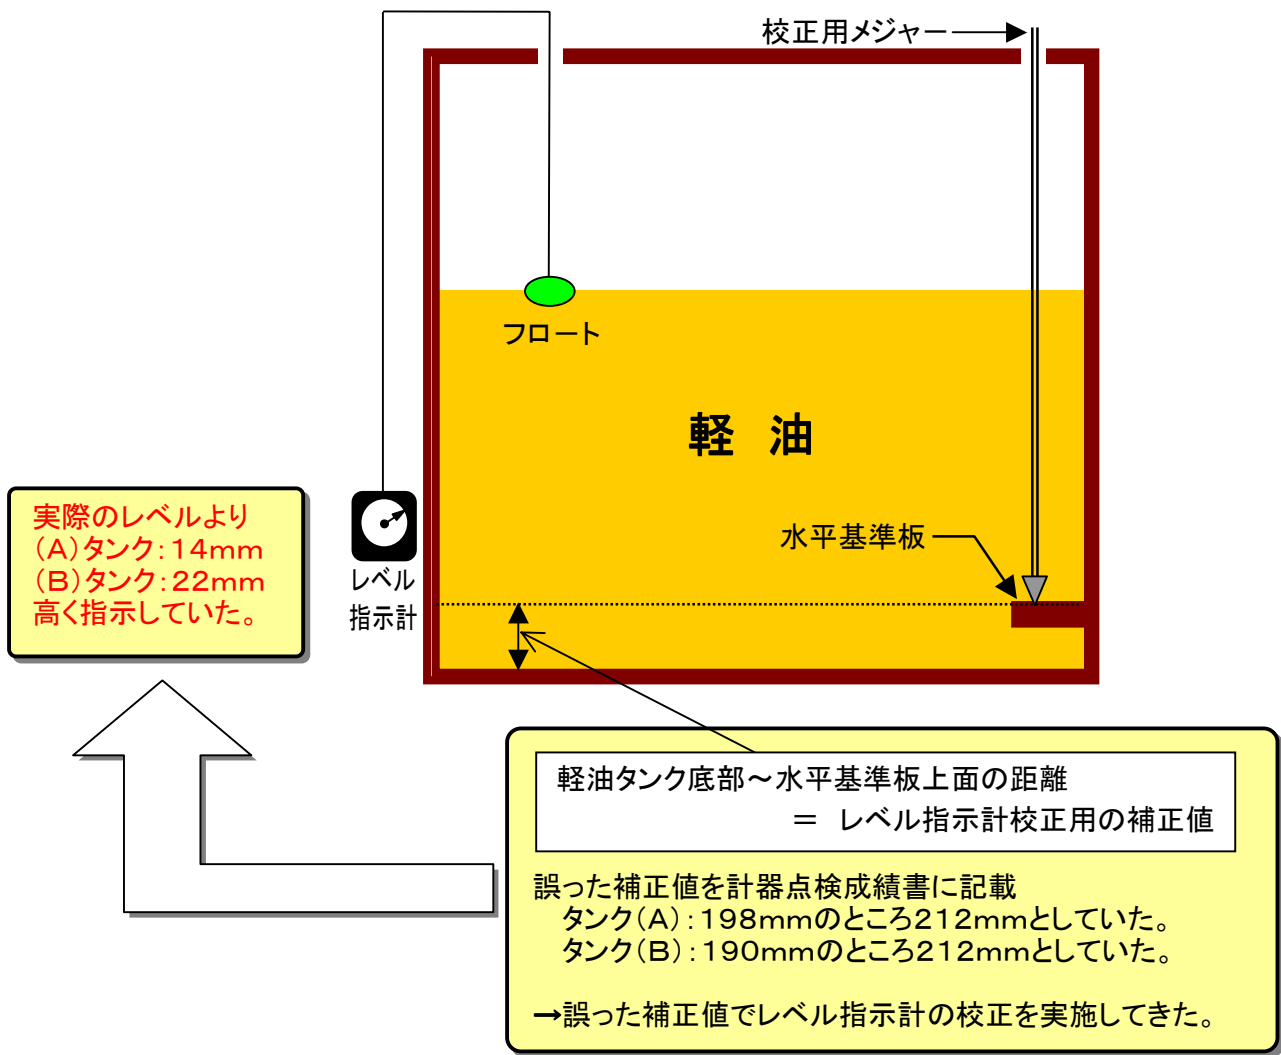 校正用メジャー
フロート
軽　油
水平基準板
レベル
指示計
実際のレベルより
（A）タンク：14mm
（B）タンク：22mm
高く指示していた。
軽油タンク底部～水平基準板上面の距離
＝　レベル指示計校正用の補正値
誤った補正値を計器点検成績書に記載
タンク（A）：198mmのところ212mmとしていた。
タンク（B）：190mmのところ212mmとしていた。
→誤った補正値でレベル指示計の校正を実施してきた。